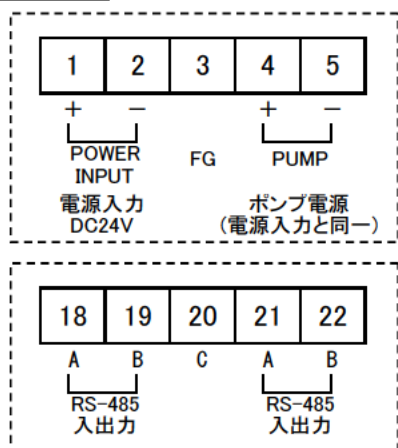 1 2 3 4 5
+ − + −
POWER INPUT FG PUMP
電源入力 ポンプ電源
DC24V (電源入力と同一)
18 19 20 21 22
A B C A B
RS-485 RS-485
入出力 入出力